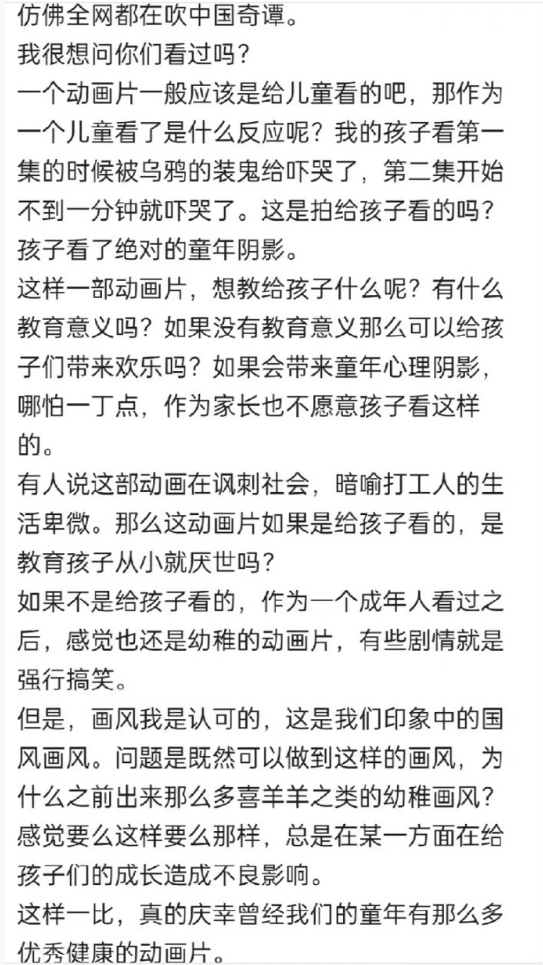 仿佛全网都在吹中国奇谭。
我很想问你们看过吗？
一个动画片一般应该是给儿童看的吧，那作为
一个儿童看了是什么反应呢？我的孩子看第一
集的时候被乌鸦的装鬼给吓哭了，第二集开始
不到一分钟就吓哭了。这是拍给孩子看的吗？
孩子看了绝对的童年阴影。
这样一部动画片，想教给孩子什么呢？有什么
教育意义吗？如果没有教育意义那么可以给孩
子们带来欢乐吗？如果会带来童年心理阴影，
哪怕一丁点，作为家长也不愿意孩子看这样
的。
有人说这部动画在讽刺社会，暗喻打工人的生
活卑微。那么这动画片如果是给孩子看的，是
教育孩子从小就厌世吗？
如果不是给孩子看的，作为一个成年人看过之
后，感觉也还是幼稚的动画片，有些剧情就是
强行搞笑。
但是，画风我是认可的，这是我们印象中的国
风画风。问题是既然可以做到这样的画风，为
什么之前出来那么多喜羊羊之类的幼稚画风？
感觉要么这样要么那样，总是在某一方面在给
孩子们的成长造成不良影响。
这样一比，真的庆幸曾经我们的童年有那么多
优秀健康的动画片。